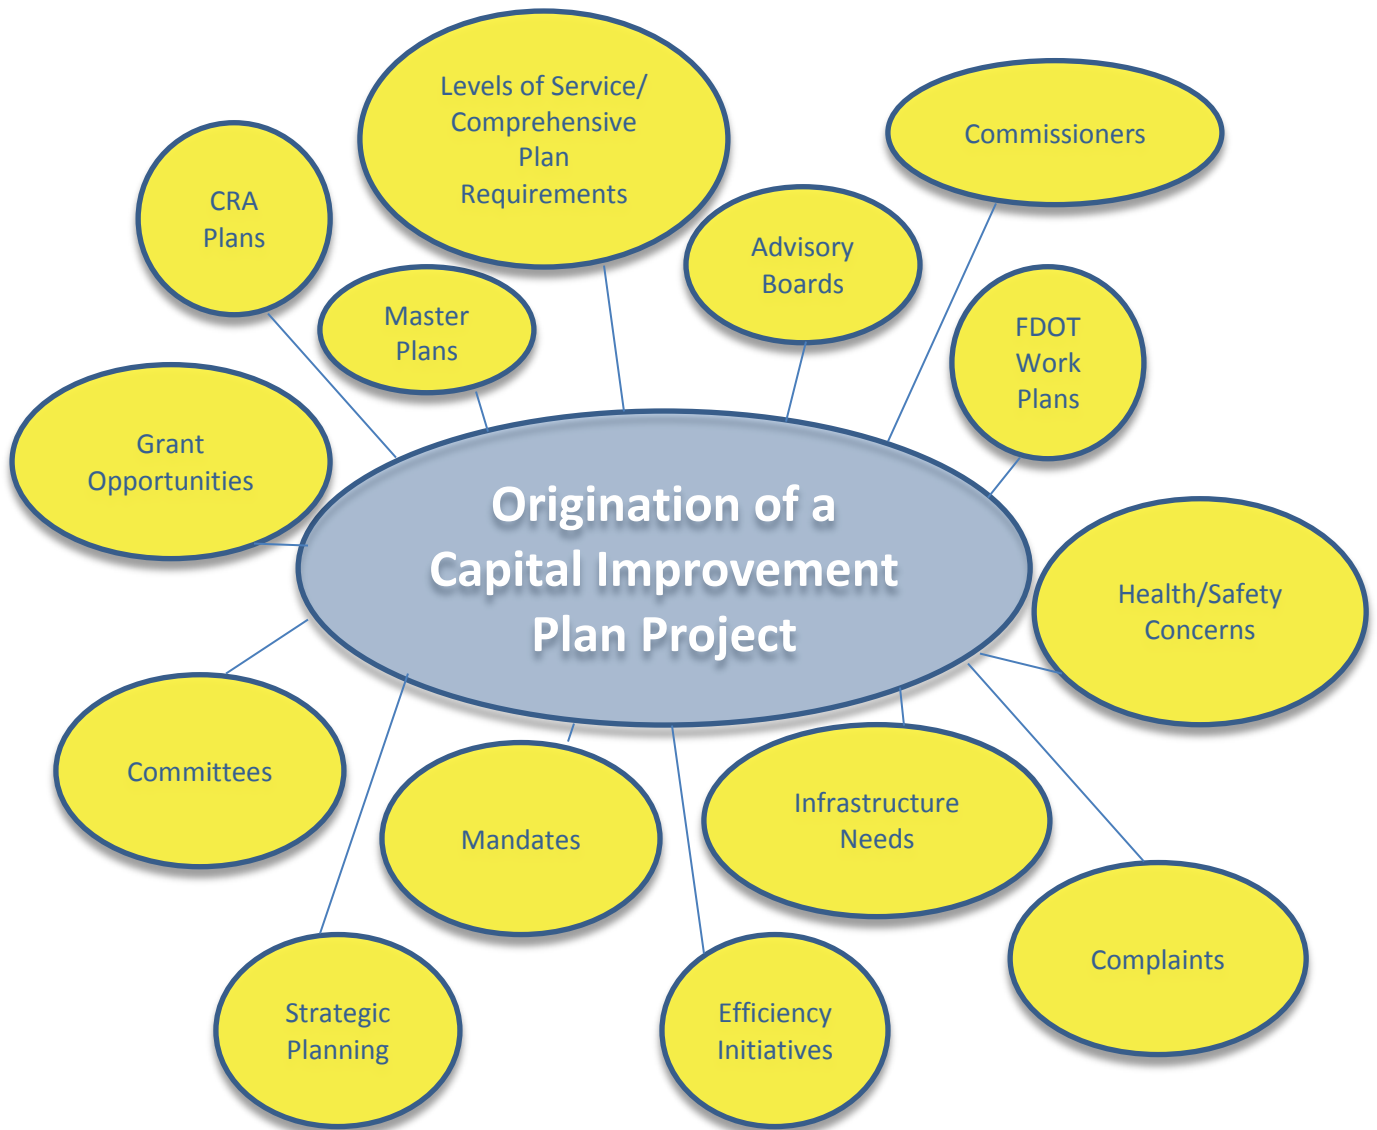 Levels of Service/
Comprehensive
Plan
Requirements
Commissioners
CRA
Plans
Advisory
Boards
Master
Plans
FDOT
Work
Plans
Grant
Opportunities
Origination of a
Capital Improvement
Plan Project
Health/Safety
Concerns
Committees
Mandates
Infrastructure
Needs
Complaints
Strategic
Planning
Efficiency
Initiatives